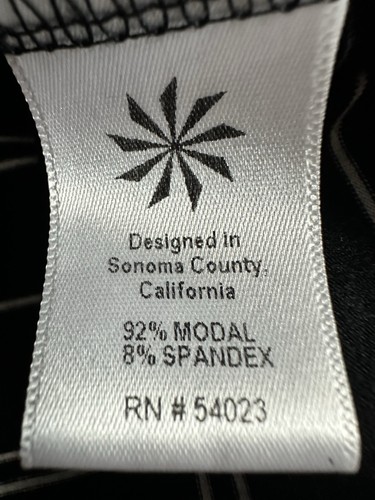 Designed in
Sonoma County.
California
92% MODAL
8% SPANDEX
RN # 54023